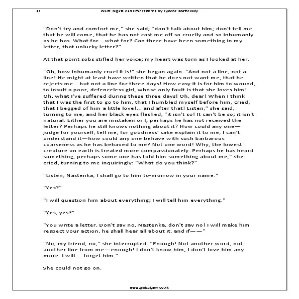 "Don't try and comfort me," she said, "don't talk about him, don't tell me
that he will come, that he has not cast me off so cruelly and so inhumanly
as he has. What for—what for? Can there have been something in my
letter, that unlucky letter?"
At that point sobs stifled her voice; my heart was torn as I looked at her.
"Oh, how inhumanly cruel it is!" she began again. "And not a line, not a
line! He might at least have written that he does not want me, that he
rejects me—but not a line for three days! How easy it is for him to wound,
to insult a poor, defenceless girl, whose only fault is that she loves him!
Oh, what I've suffered during these three days! Oh, dear! When I think
that I was the first to go to him, that I humbled myself before him, cried,
that I begged of him a little love!... and after that! Listen," she said,
turning to me, and her black eyes flashed, "it isn't so! It can't be so; it isn't
natural. Either you are mistaken or I; perhaps he has not received the
letter? Perhaps he still knows nothing about it? How could any one—
judge for yourself, tell me, for goodness' sake explain it to me, I can't
understand it—how could any one behave with such barbarous
coarseness as he has behaved to me? Not one word! Why, the lowest
creature on earth is treated more compassionately. Perhaps he has heard
something, perhaps some one has told him something about me," she
cried, turning to me inquiringly: "What do you think?"
"Listen, Nastenka, I shall go to him to-morrow in your name."
"Yes?"
"I will question him about everything; I will tell him everything."
"Yes, yes?"
"You write a letter. Don't say no, Nastenka, don't say no! I will make him
respect your action, he shall hear all about it, and if——"
"No, my friend, no," she interrupted. "Enough! Not another word, not
another line from me—enough! I don't know him; I don't love him any
more. I will ... forget him."
She could not go on.